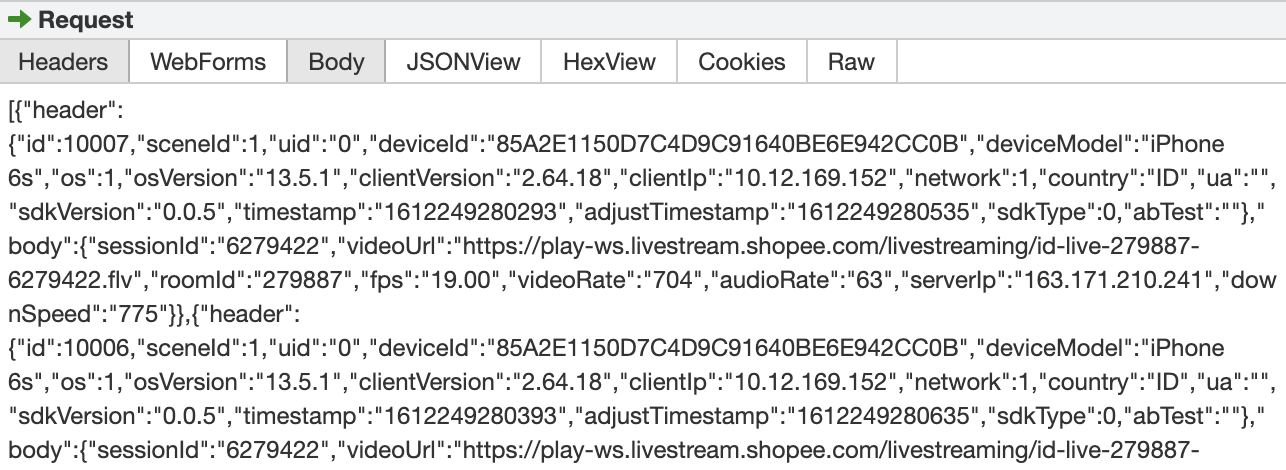 Request
Headers WebForms Body JSONView HexView Cookies Raw
[{"header":
{"id":10007,"sceneId":1,"uid":"0","deviceId":"85A2E1150D7C4D9C91640BE6E942CC0B","deviceModel":"iPhone
6s","os":1,"osVersion":"13.5.1","clientVersion":"2.64.18","clientIp":"10.12.169.152","network":1,"country":"ID","ua":"",
"sdkVersion":"0.0.5","timestamp":"1612249280293","adjustTimestamp":"1612249280535","sdkType":0,"abTest":""},"
body":{"sessionId":"6279422","videoUrl":"https://play-ws.livestream.shopee.com/livestreaming/id-live-279887-
6279422.flv","roomId":"279887","fps":"19.00","videoRate":"704","audioRate":"63","serverIp":"163.171.210.241","dow
nSpeed":"775"}},{"header":
{"id":10006,"sceneId":1,"uid":"0","deviceId":"85A2E1150D7C4D9C91640BE6E942CC0B","deviceModel":"iPhone
6s","os":1,"osVersion":"13.5.1","clientVersion":"2.64.18","clientIp":"10.12.169.152","network":1,"country":"ID","ua":"",
"sdkVersion":"0.0.5","timestamp":"1612249280393","adjustTimestamp":"1612249280635","sdkType":0,"abTest":""},"
body":{"sessionId":"6279422","videoUrl":"https://play-ws.livestream.shopee.com/livestreaming/id-live-279887-